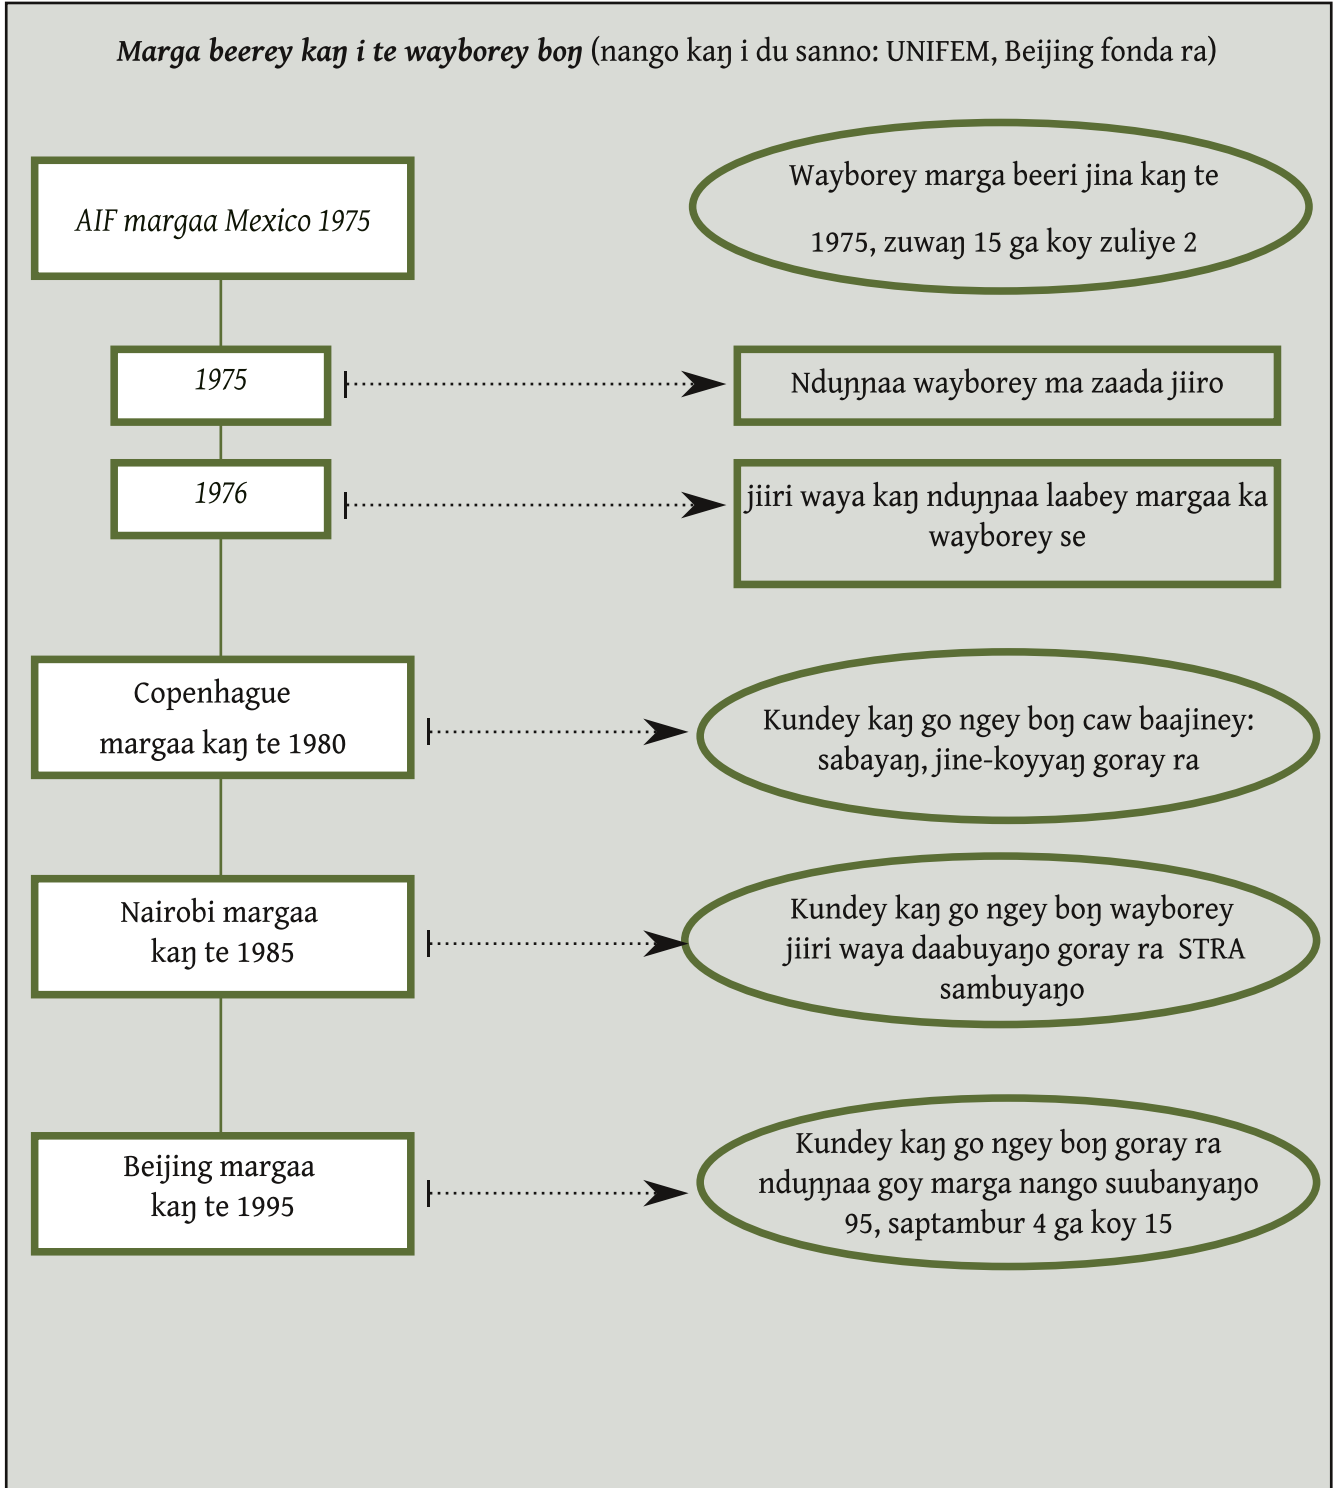 Marga beerey kaŋ i te wayborey boŋ (nango kaŋ i du sanno: UNIFEM, Beijing fonda ra)
AIF margaa Mexico 1975
Wayborey marga beeri jina kaŋ te
1975, zuwaŋ 15 ga koy zuliye 2
1975
Nduɲɲaa wayborey ma zaada jiiro
1976
jiiri waya kaŋ nduɲɲaa laabey margaa ka
wayborey se
Copenhague
margaa kaŋ te 1980
Kundey kaŋ go ngey boŋ caw baajiney:
sabayaŋ, jine-koyyaŋ goray ra
Nairobi margaa
kaŋ te 1985
Kundey kaŋ go ngey boŋ wayborey
jiiri waya daabuyaŋo goray ra STRA
sambuyaŋo
Beijing margaa
kaŋ te 1995
Kundey kaŋ go ngey boŋ goray ra
nduɲɲaa goy marga nango suubanyaŋo
95, saptambur 4 ga koy 15